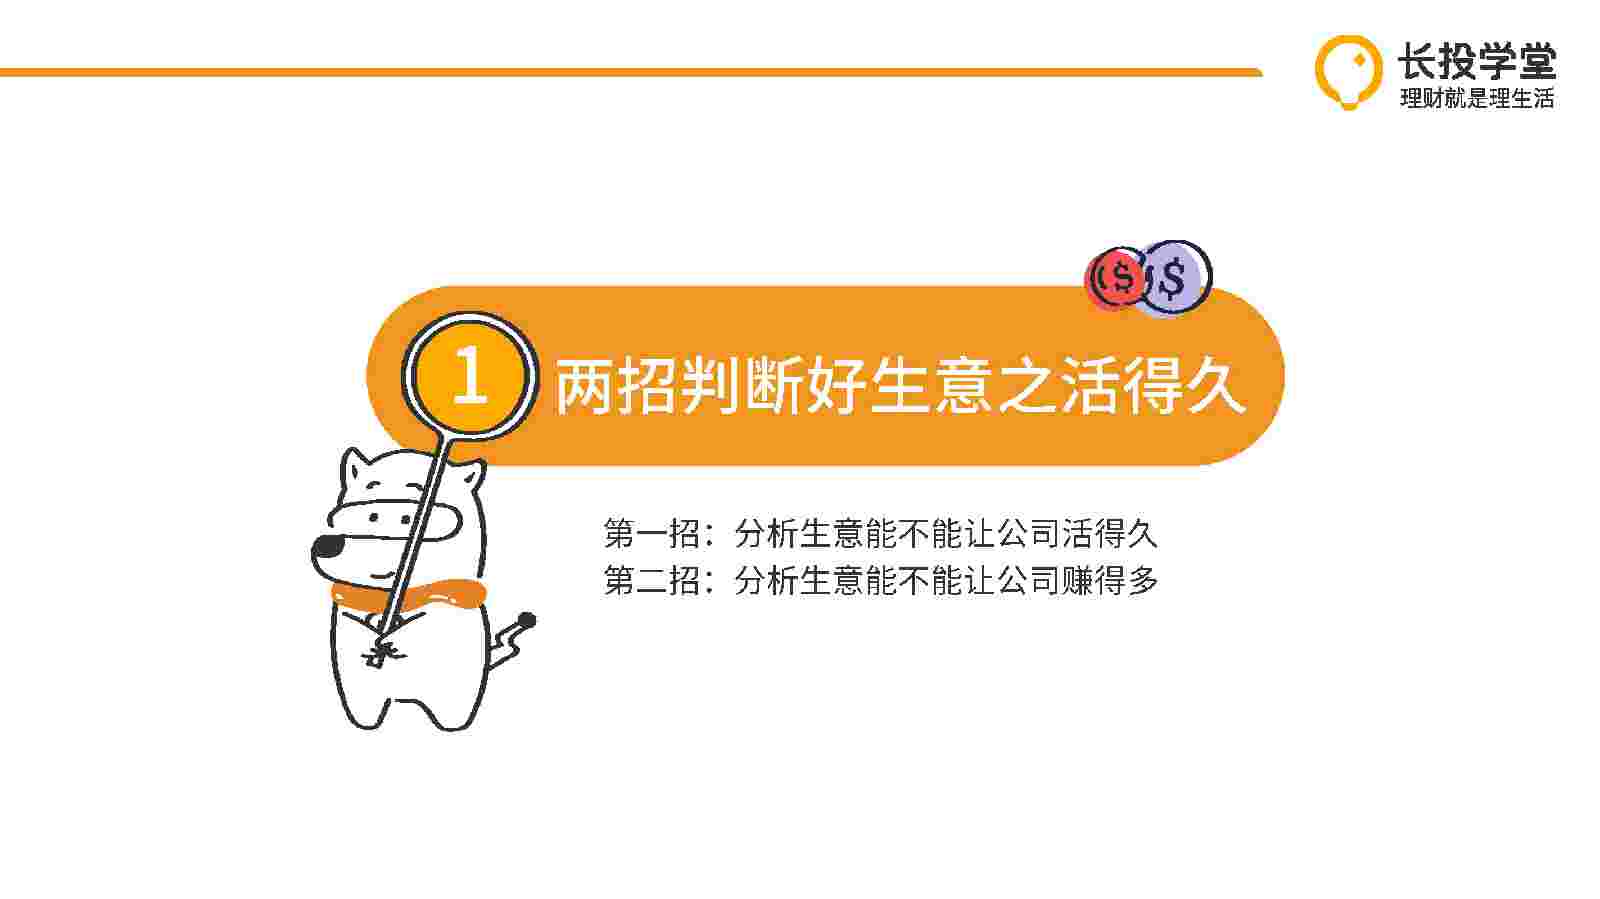 长投学堂
理财就是理生活
$ $
1 两招判断好生意之活得久
第一招：分析生意能不能让公司活得久
第二招：分析生意能不能让公司赚得多